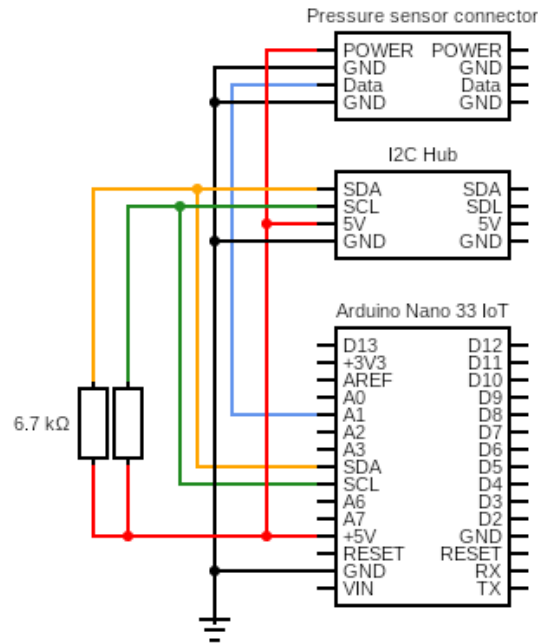 Pressure sensor connector
POWER POWER
GND GND
Data Data
GND GND
I2C Hub
SDA SDA
SCL SDL
5V 5V
GND GND
Arduino Nano 33 IoT
D13 D12
+3V3 D11
AREF D10
A0 D9
A1 D8
A2 D7
A3 D6
SDA D5
SCL D4
A6 D3
A7 D2
+5V GND
RESET RESET
GND RX
VIN TX
6.7 kΩ